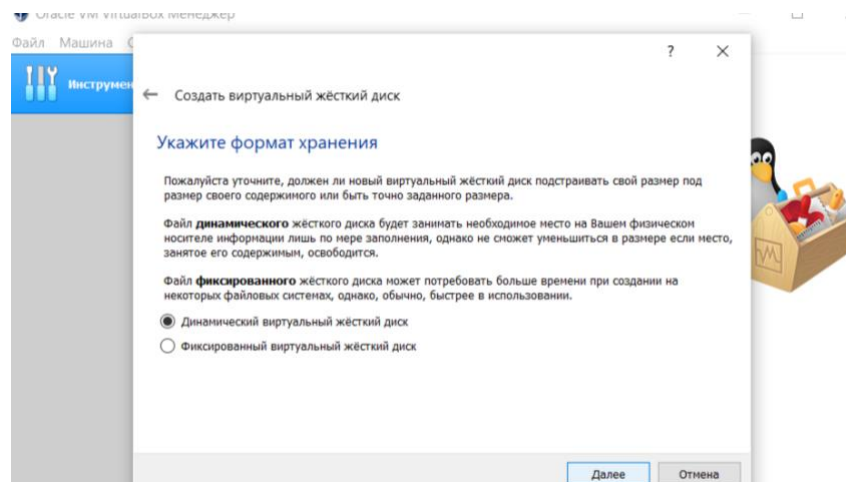 Oracle VM VirtualBox Менеджер
Файл Машина С
Инструмен
Создать виртуальный жёсткий диск
Укажите формат хранения
Пожалуйста уточните, должен ли новый виртуальный жёсткий диск подстраивать свой размер под
размер своего содержимого или быть точно заданного размера.
Файл динамического жёсткого диска будет занимать необходимое место на Вашем физическом
носителе информации лишь по мере заполнения, однако не сможет уменьшиться в размере если место,
занятое его содержимым, освободится.
Файл фиксированного жёсткого диска может потребовать больше времени при создании на
некоторых файловых системах, однако, обычно, быстрее в использовании.
Динамический виртуальный жёсткий диск
Фиксированный виртуальный жёсткий диск
Далее Отмена